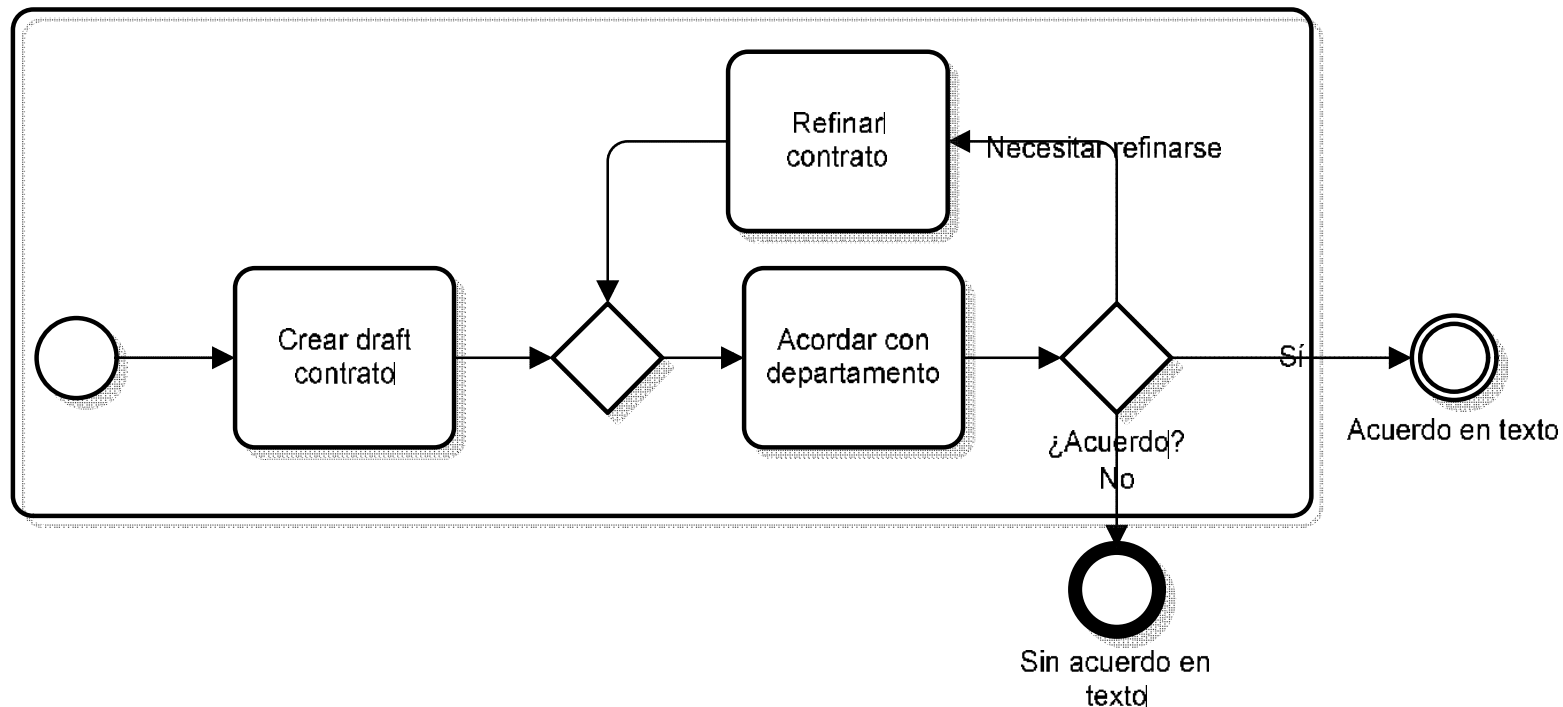 Refinar
contrato
Necesitar refinarse
Crear draft
contrato
Acordar con
departamento
Sí
Acuerdo en texto
¿Acuerdo?
No
Sin acuerdo en
texto